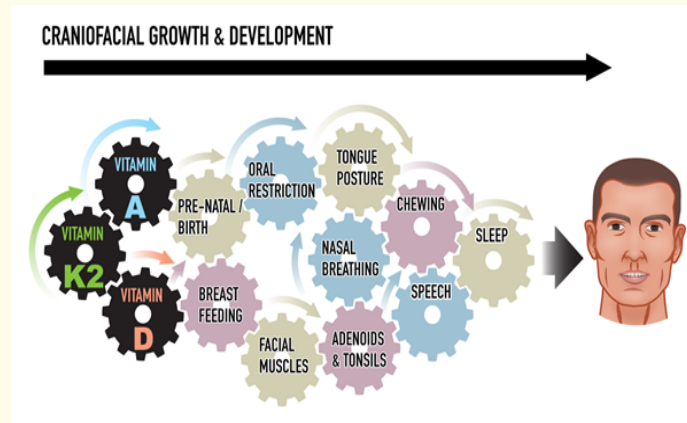 CRANIOFACIAL GROWTH & DEVELOPMENT
VITAMIN
A
VITAMIN
K2
VITAMIN
D
PRE-NATAL /
BIRTH
BREAST
FEEDING
ORAL
RESTRICTION
FACIAL
MUSCLES
TONGUE
POSTURE
NASAL
BREATHING
ADENOIDS
& TONSILS
CHEWING
SPEECH
SLEEP